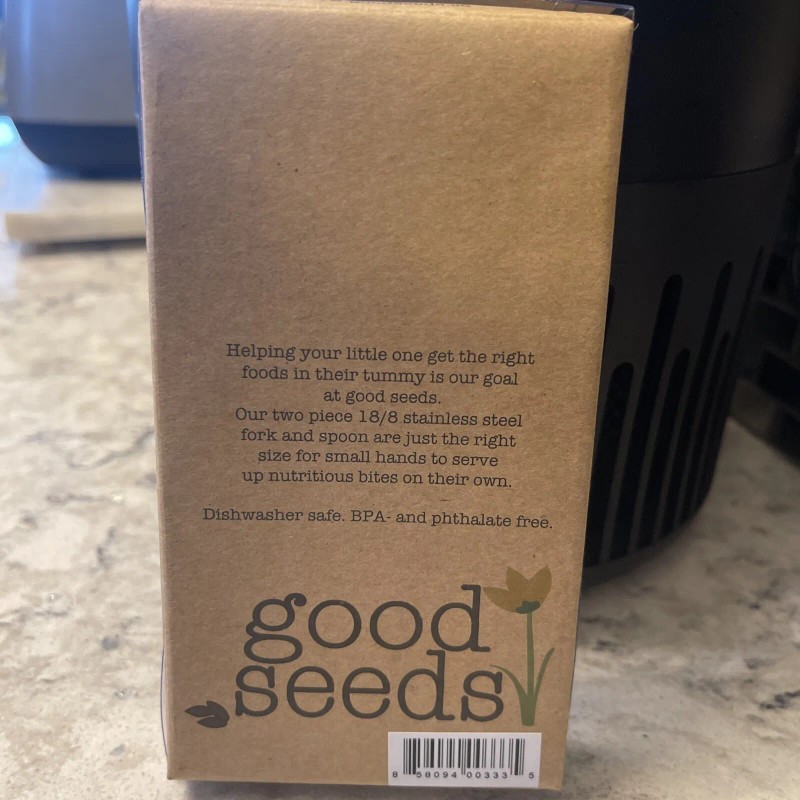 Helping your little one get the right
foods in their tummy is our goal
at good seeds.
Our two piece 18/8 stainless steel
fork and spoon are just the right
size for small hands to serve
up nutritious bites on their own.
Dishwasher safe. BPA- and phthalate free.
good
seeds
8 58094 00333 5